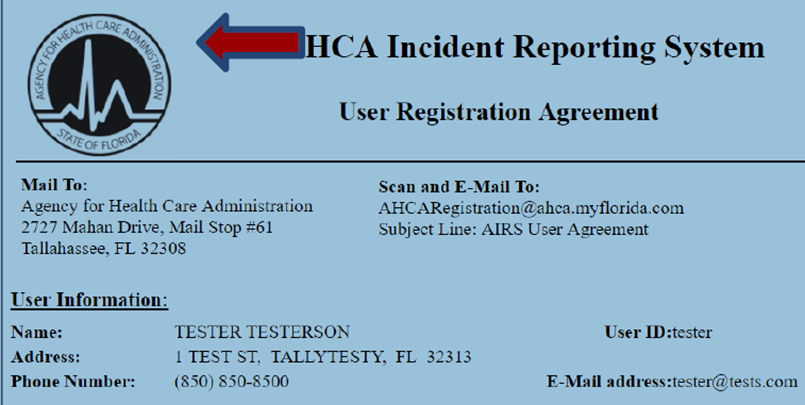 AGENCY FOR HEALTH CARE ADMINISTRATION
STATE OF FLORIDA
HCA Incident Reporting System
User Registration Agreement
Mail To:
Agency for Health Care Administration
2727 Mahan Drive, Mail Stop #61
Tallahassee, FL 32308
Scan and E-Mail To:
AHCARegistration@ahca.myflorida.com
Subject Line: AIRS User Agreement
User Information:
Name: TESTER TESTERSON User ID:tester
Address: 1 TEST ST, TALLYTESTY, FL 32313
Phone Number: (850) 850-8500 E-Mail address:tester@tests.com